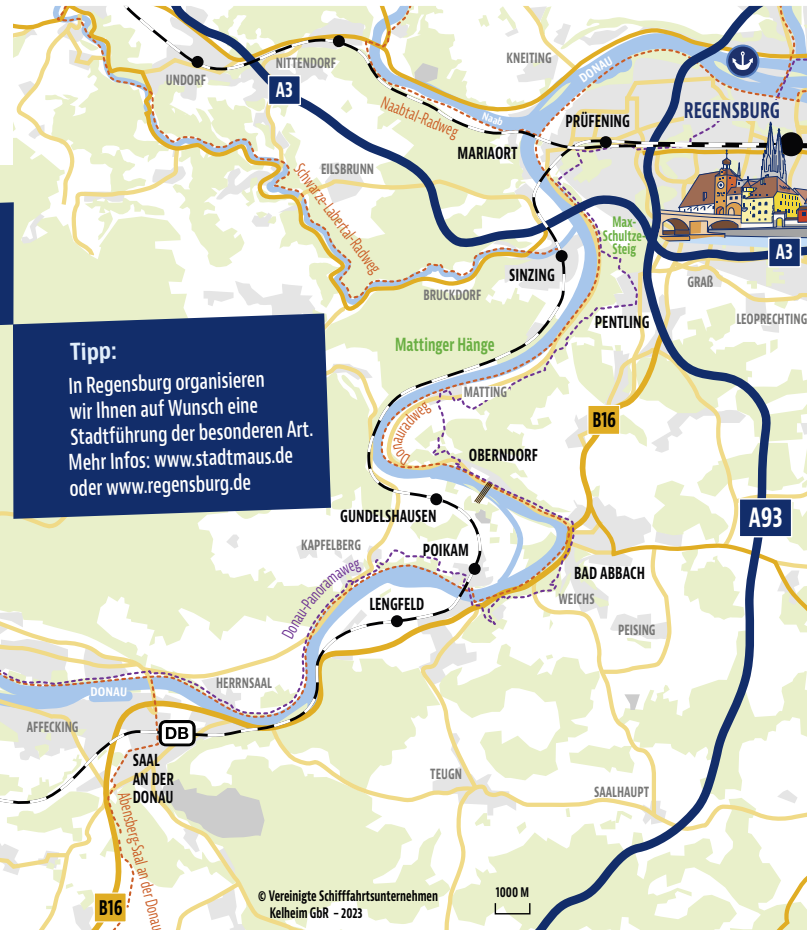 UNDORF
NITTENDORF
KNEITING
DONAU
A3
Naabtal-Radweg
Naab
PRÜFENING
REGENSBURG
MARIAORT
EILSBRUNN
Schwarze-Labertal-Radweg
Max-
Schultze-
Steig
A3
SINZING
GRAß
BRUCKDORF
PENTLING
LEOPRECHTING
Tipp:
In Regensburg organisieren
wir Ihnen auf Wunsch eine
Stadtführung der besonderen Art.
Mehr Infos: www.stadtmaus.de
oder www.regensburg.de
Mattinger Hänge
MATTING
Donauradweg
B16
OBERNDORF
GUNDELSHAUSEN
A93
KAPFELBERG
POIKAM
Donau-Panoramaweg
BAD ABBACH
LENGFELD
WEICHS
PEISING
HERRNSAAL
DONAU
AFFECKING
DB
SAAL
AN DER
DONAU
TEUGN
SAALHAUPT
Abensberg-Saal an der Donau
B16
© Vereinigte Schifffahrtsunternehmen
Kelheim GbR – 2023
1000 M